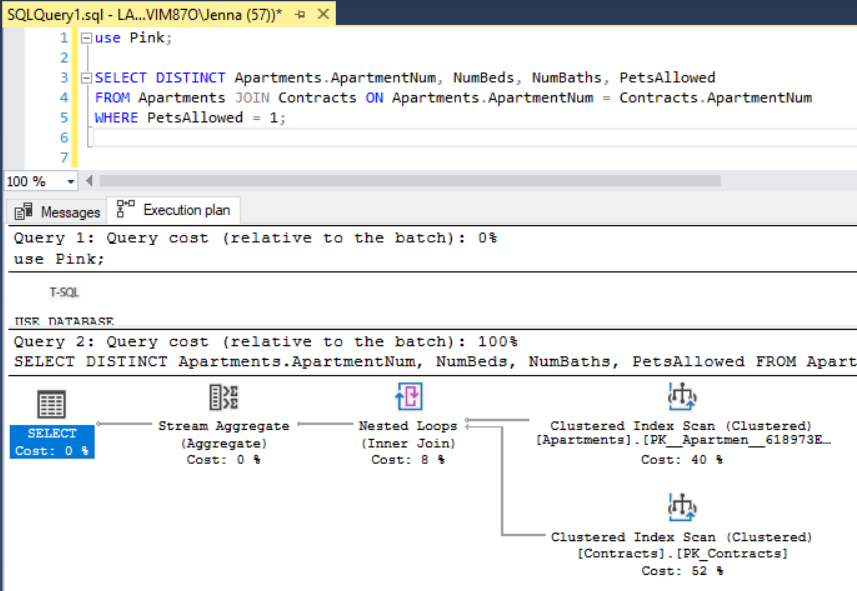 SQLQuery1.sql - LA...VIM87O\Jenna (57))*
1 use Pink;
2
3 SELECT DISTINCT Apartments.ApartmentNum, NumBeds, NumBaths, PetsAllowed
4 FROM Apartments JOIN Contracts ON Apartments.ApartmentNum = Contracts.ApartmentNum
5 WHERE PetsAllowed = 1;
6
7
100 %
Messages Execution plan
Query 1: Query cost (relative to the batch): 0%
use Pink;
T-SQL
USE DATABASE
Query 2: Query cost (relative to the batch): 100%
SELECT DISTINCT Apartments.ApartmentNum, NumBeds, NumBaths, PetsAllowed FROM Apart
SELECT
Cost: 0 %
Stream Aggregate
(Aggregate)
Cost: 0 %
Nested Loops
(Inner Join)
Cost: 8 %
Clustered Index Scan (Clustered)
[Apartments].[PK__Apartmen__618973E...
Cost: 40 %
Clustered Index Scan (Clustered)
[Contracts].[PK_Contracts]
Cost: 52 %